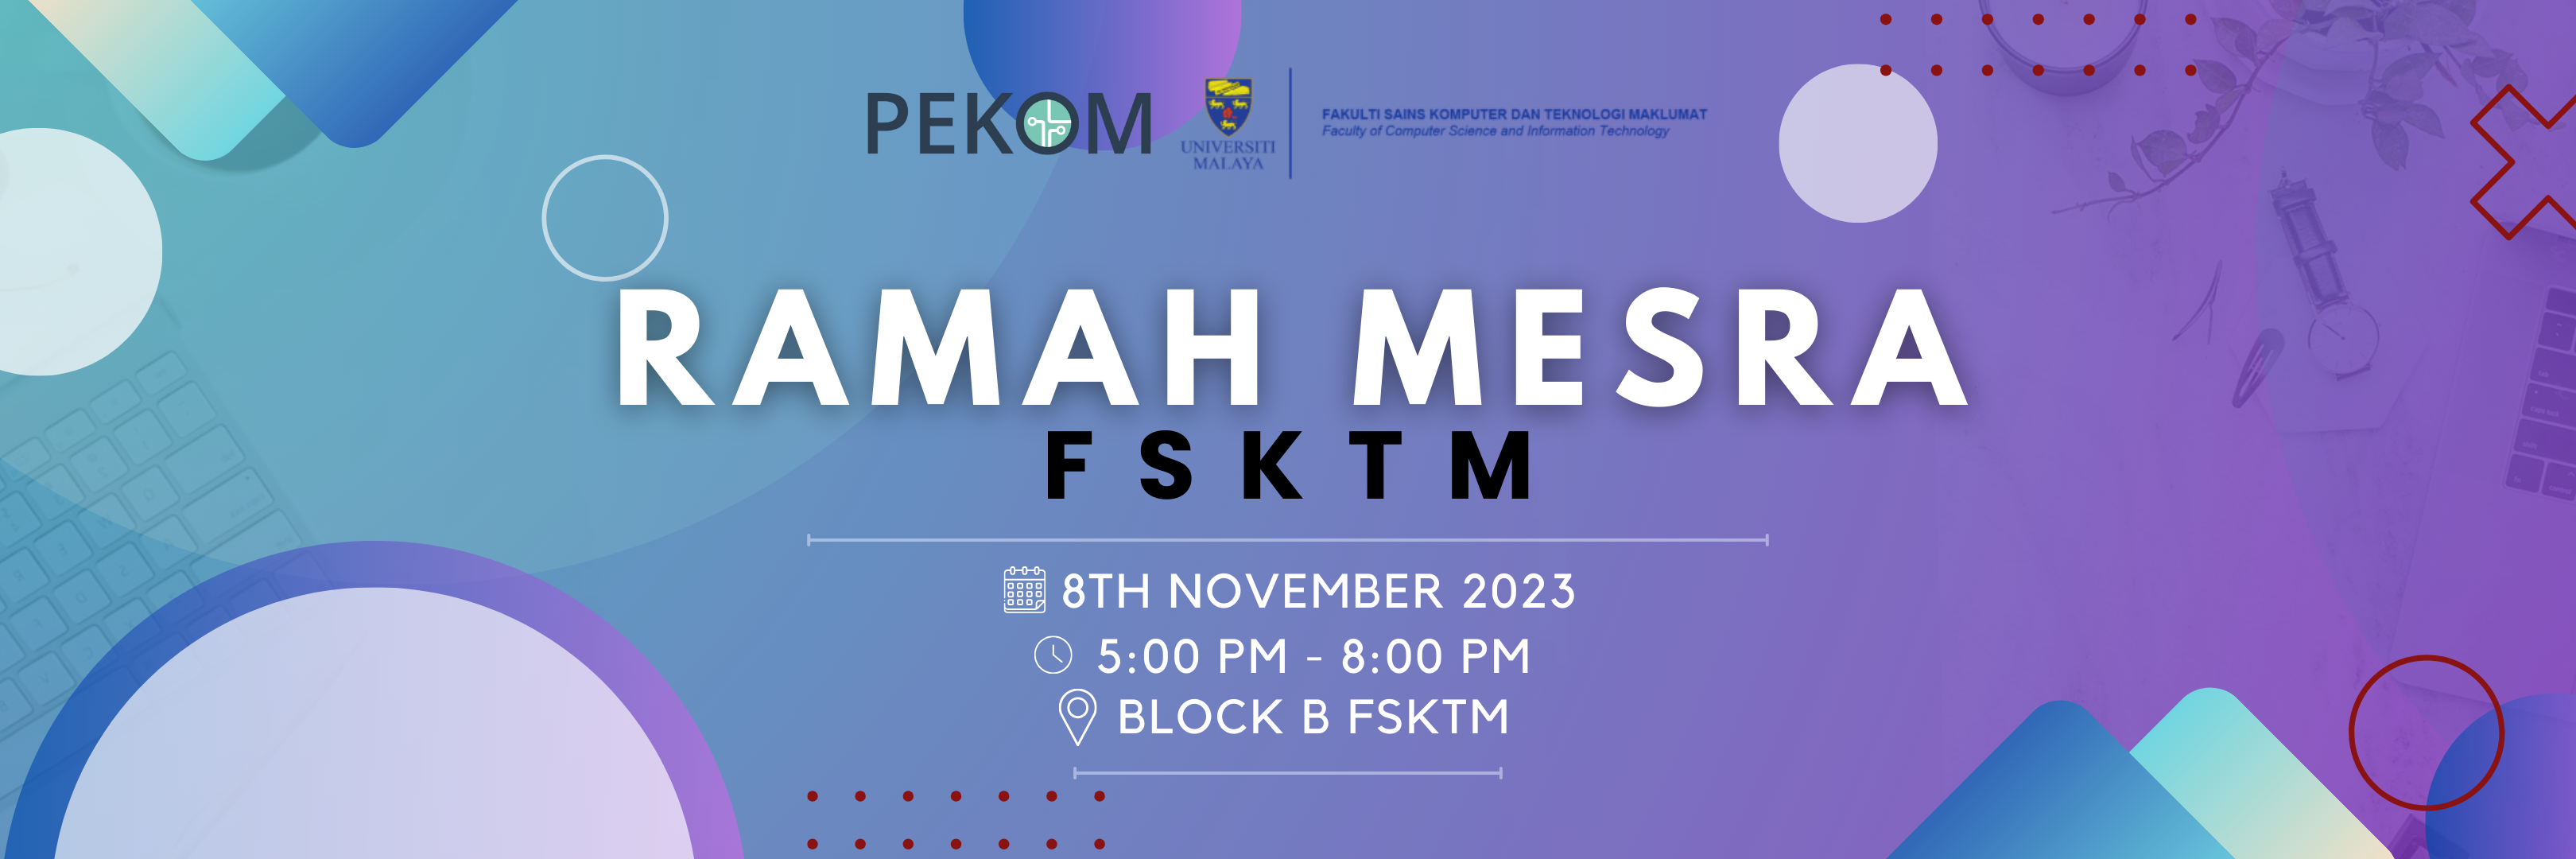 PEKOM
UNIVERSITI
MALAYA
FAKULTI SAINS KOMPUTER DAN TEKNOLOGI MAKLUMAT
Faculty of Computer Science and Information Technology
RAMAH MESRA
FSKTM
8TH NOVEMBER 2023
5:00 PM - 8:00 PM
BLOCK B FSKTM